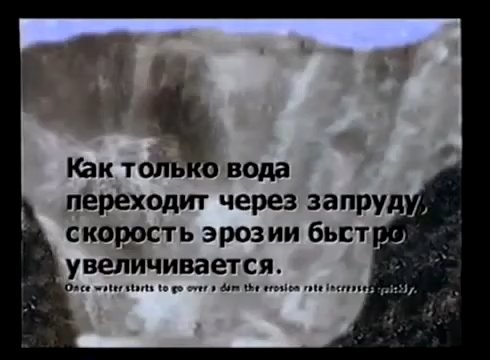 Как только вода
переходит через запруду,
скорость эрозии быстро
увеличивается.
Once water starts to go over a dam the erosion rate increases quickly.